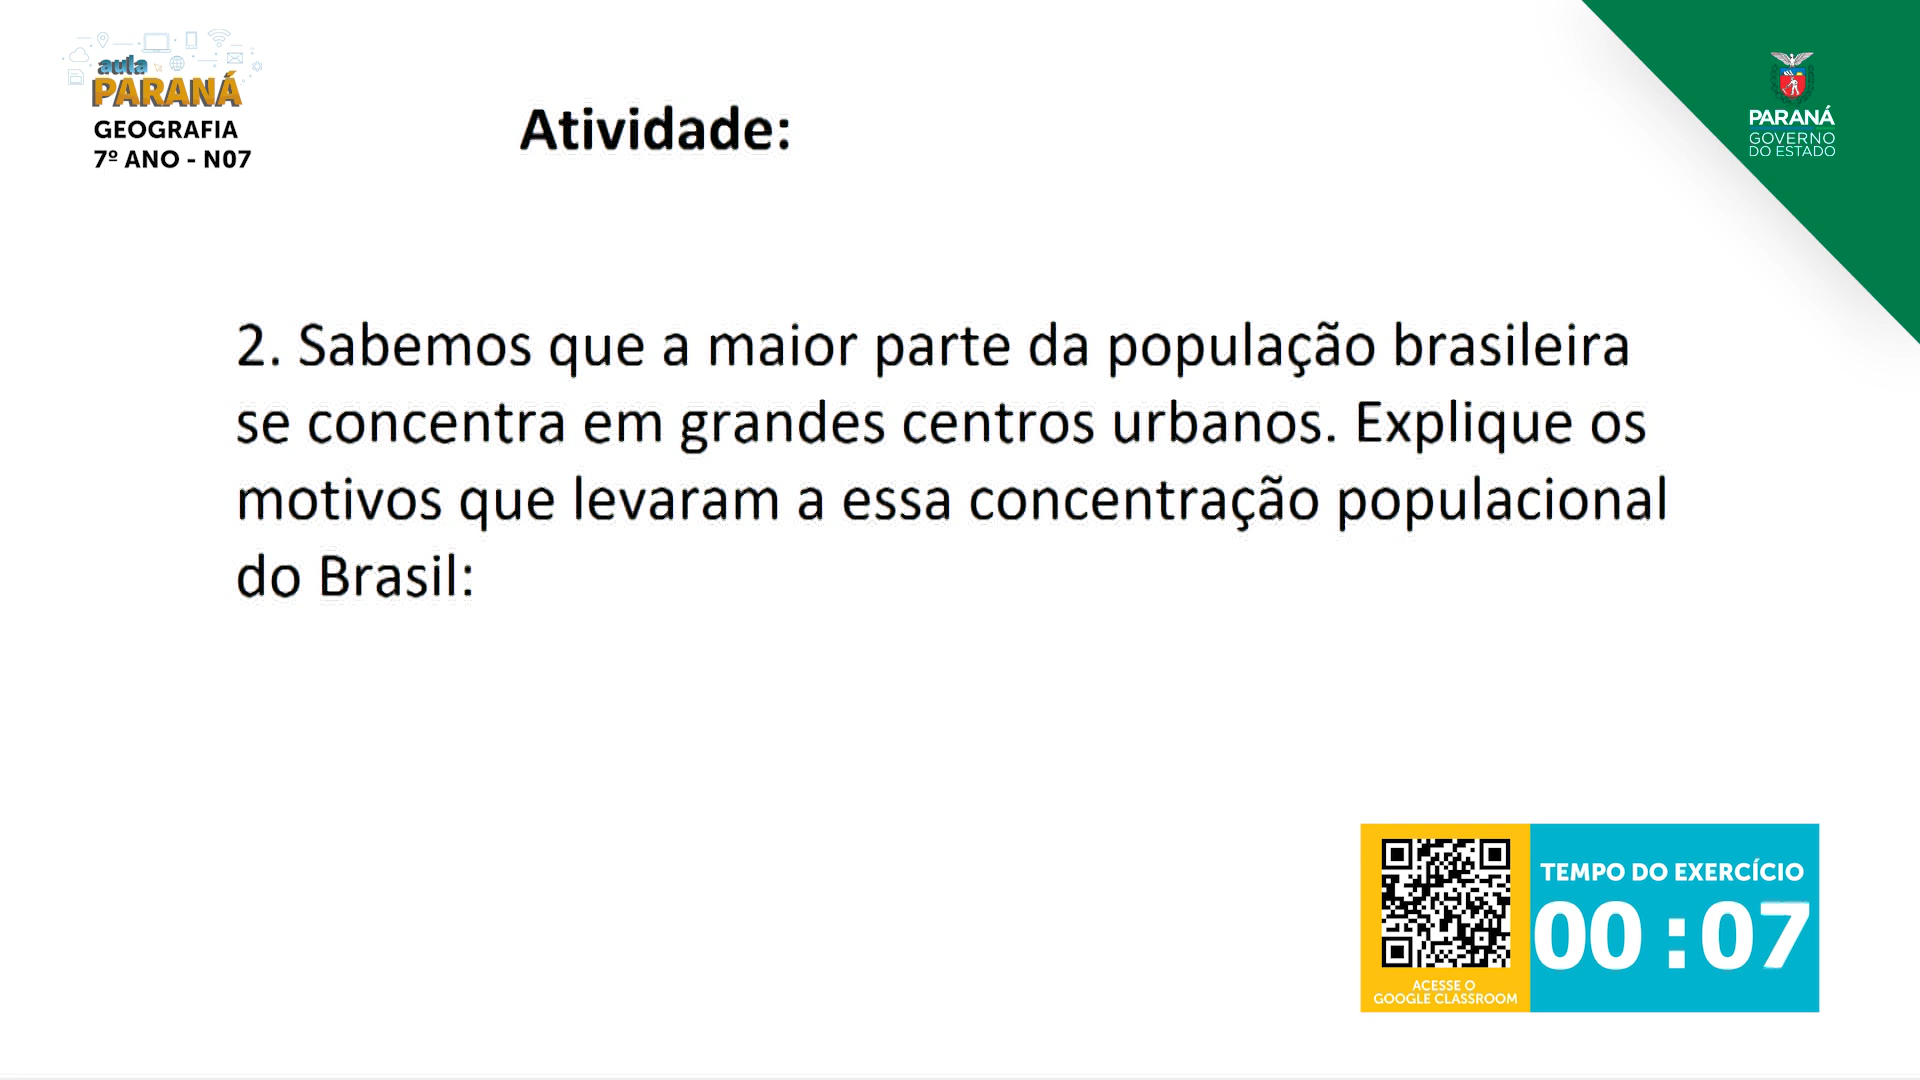 aula
PARANÁ
GEOGRAFIA
7º ANO - N07
Atividade:
PARANÁ
GOVERNO
DO ESTADO
2. Sabemos que a maior parte da população brasileira
se concentra em grandes centros urbanos. Explique os
motivos que levaram a essa concentração populacional
do Brasil:
TEMPO DO EXERCÍCIO
00:07
ACESSE O
GOOGLE CLASSROOM